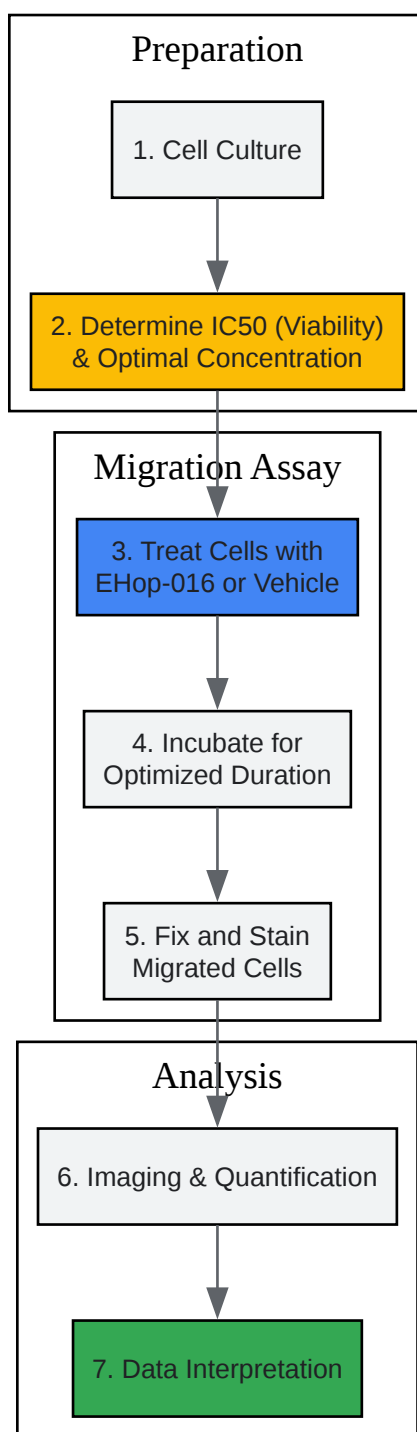 Preparation
1. Cell Culture
2. Determine IC50 (Viability)
& Optimal Concentration
Migration Assay
3. Treat Cells with
EHop-016 or Vehicle
4. Incubate for
Optimized Duration
5. Fix and Stain
Migrated Cells
Analysis
6. Imaging & Quantification
7. Data Interpretation